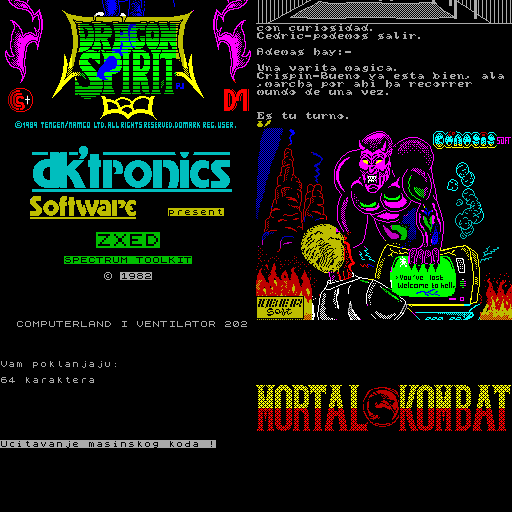 DRAGON
SPIRIT
©1989 TENGEN/NAMCO LTD. ALL RIGHTS RESERVED. DOMARK REG. USER.
con curiosidad.
Cedric-podemos salir.
Ademas hay:-
Una varita magica.
Crispin-Bueno ya esta bien, ala
,marcha por ahi ha recorrer
mundo de una vez.
Es tu turno.
dk'tronics
Software
present
ZXED
SPECTRUM TOOLKIT
© 1982
GENESIS SOFT
>You've lost
Welcome to hell.
Soft
COMPUTERLAND I VENTILATOR 202
Vam poklanjaju:
64 karaktera
Ucitavanje masinskog koda !
MORTAL KOMBAT